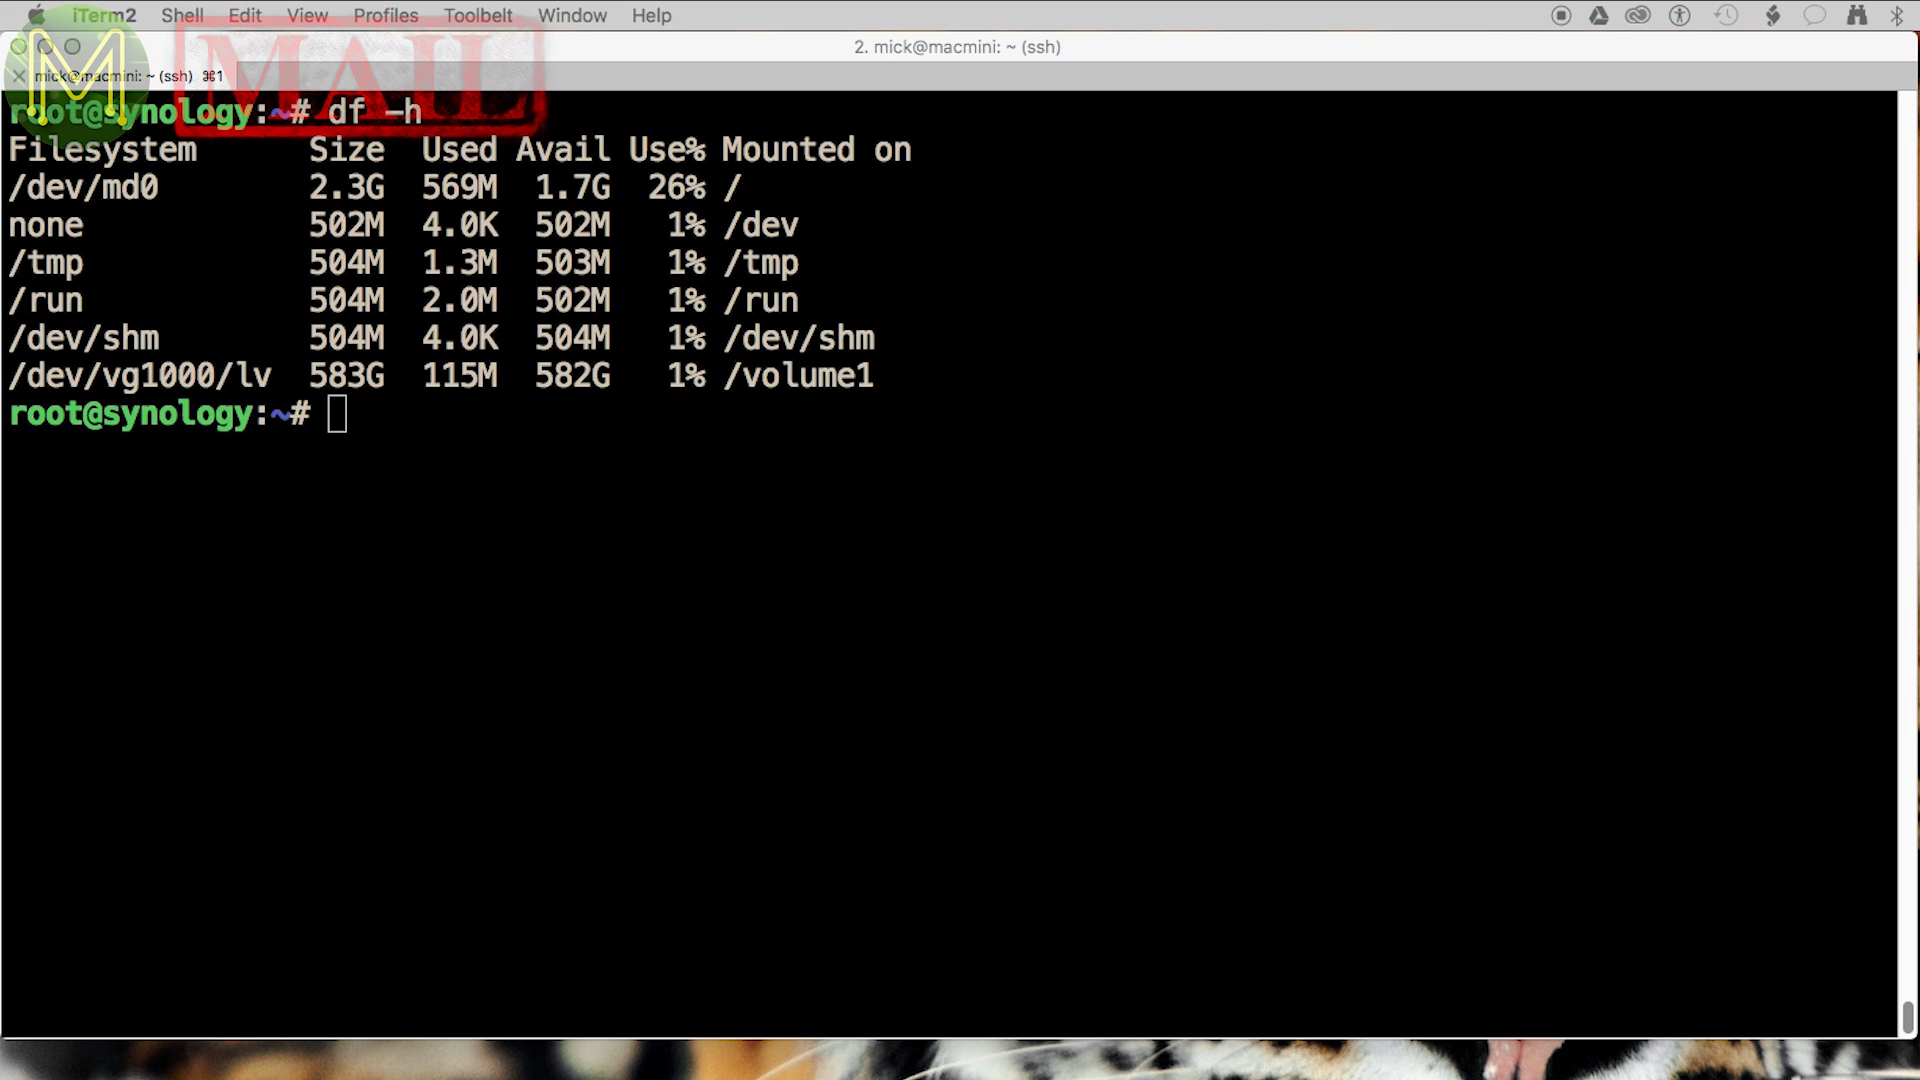 iTerm2 Shell Edit View Profiles Toolbelt Window Help
M
MAIL
2. mick@macmini: ~ (ssh)
mick@macmini: ~ (ssh) ⌘1
root@synology:~# df -h
Filesystem Size Used Avail Use% Mounted on
/dev/md0 2.3G 569M 1.7G 26% /
none 502M 4.0K 502M 1% /dev
/tmp 504M 1.3M 503M 1% /tmp
/run 504M 2.0M 502M 1% /run
/dev/shm 504M 4.0K 504M 1% /dev/shm
/dev/vg1000/lv 583G 115M 582G 1% /volume1
root@synology:~#